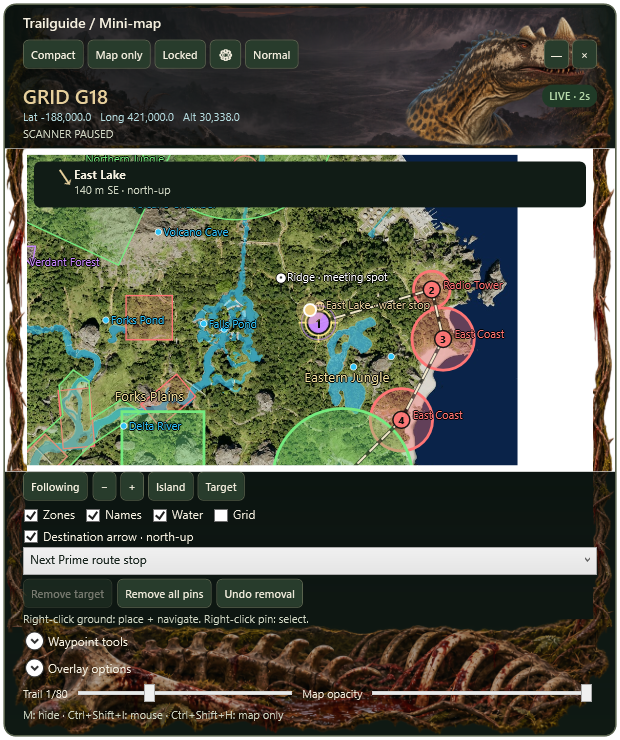 Trailguide / Mini-map
Compact
Map only
Locked
Normal
—
×
GRID G18
LIVE · 2s
Lat -188,000.0 Long 421,000.0 Alt 30,338.0
SCANNER PAUSED
Northern Jungle
East Lake
140 m SE · north-up
Volcano Cave
Verdant Forest
Ridge · meeting spot
2
Radio Tower
East Lake · water stop
Forks Pond
Falls Pond
1
3
East Coast
Eastern Jungle
Forks Plains
4
East Coast
Delta River
Following
−
+
Island
Target
Zones
Names
Water
Grid
Destination arrow · north-up
Next Prime route stop
Remove target
Remove all pins
Undo removal
Right-click ground: place + navigate. Right-click pin: select.
Waypoint tools
Overlay options
Trail 1/80
Map opacity
M: hide · Ctrl+Shift+I: mouse · Ctrl+Shift+H: map only